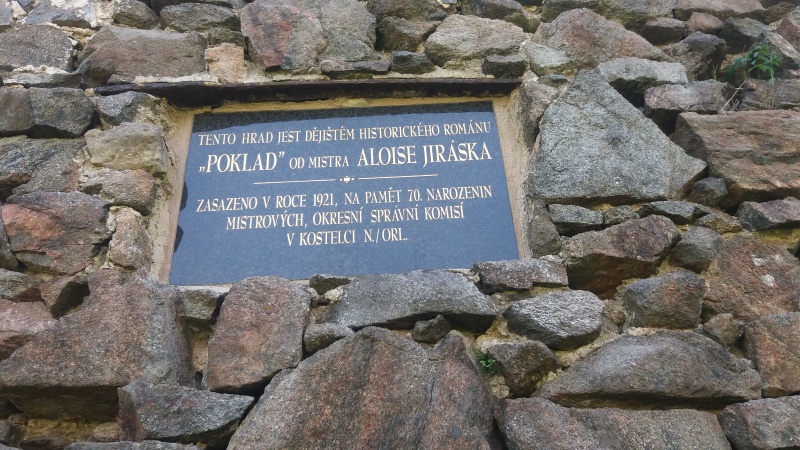 TENTO HRAD JEST DĚJIŠTĚM HISTORICKÉHO ROMÁNU
„POKLAD” OD MISTRA ALOISE JIRÁSKA
ZASAZENO V ROCE 1921, NA PAMĚT 70. NAROZENIN
MISTROVÝCH, OKRESNÍ SPRÁVNÍ KOMISÍ
V KOSTELCI N./ORL.